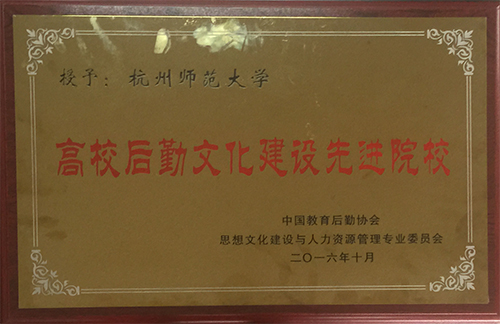 授予：杭州师范大学
高校后勤文化建设先进院校
中国教育后勤协会
思想文化建设与人力资源管理专业委员会
二〇一六年十月